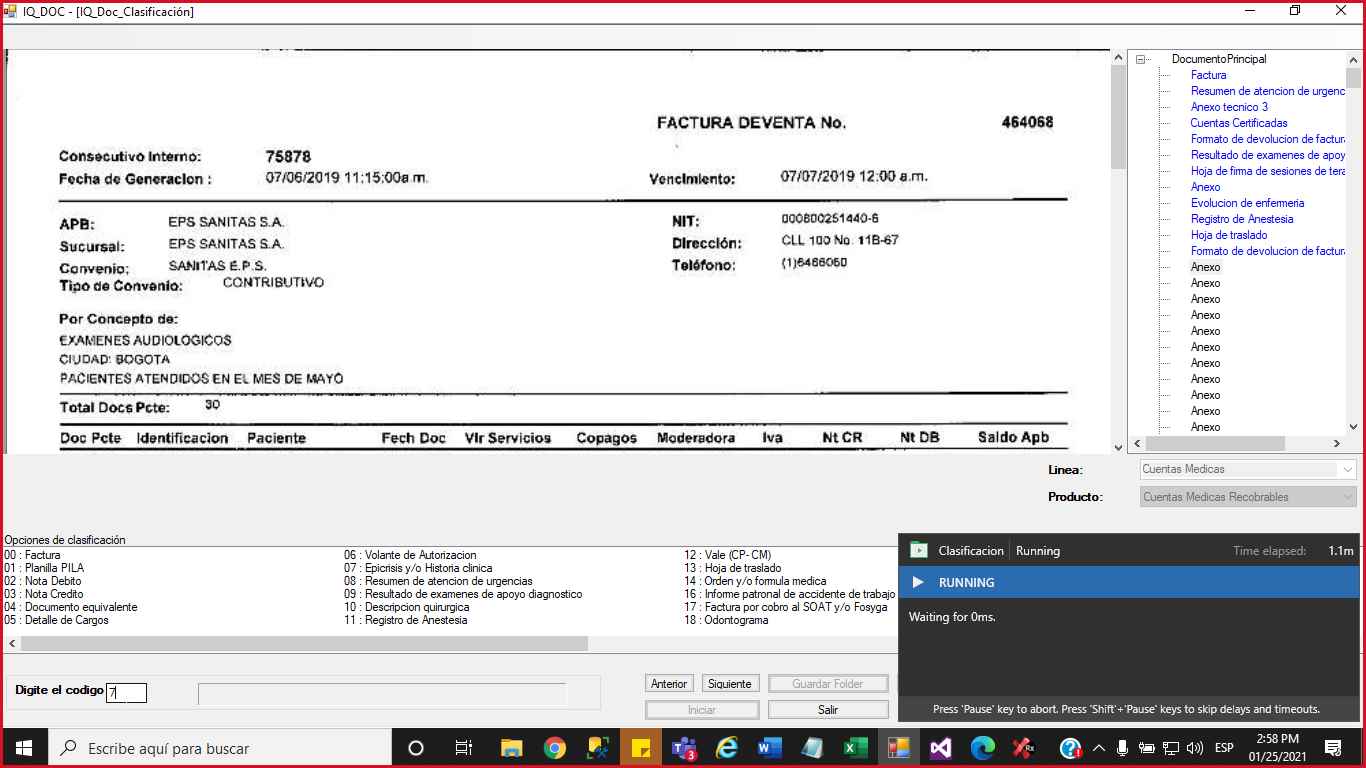 IQ_DOC - [IQ_Doc_Clasificación]
FACTURA DEVENTA No. 464068
Consecutivo Interno: 75878
Fecha de Generacion : 07/06/2019 11:15:00a.m.
Vencimiento: 07/07/2019 12:00 a.m.
APB: EPS SANITAS S.A.
NIT: 000800251440-6
Sucursal: EPS SANITAS S.A.
Dirección: CLL 100 No. 11B-67
Convenio: SANITAS E.P.S.
Teléfono: (1)6466060
Tipo de Convenio: CONTRIBUTIVO
Por Concepto de:
EXAMENES AUDIOLOGICOS
CIUDAD: BOGOTA
PACIENTES ATENDIDOS EN EL MES DE MAYO
Total Docs Pcte: 30
Doc Pcte Identificacion Paciente Fech Doc Vlr Servicios Copagos Moderadora Iva Nt CR Nt DB Saldo Apb
DocumentoPrincipal
Factura
Resumen de atencion de urgenc
Anexo tecnico 3
Cuentas Certificadas
Formato de devolucion de factura
Resultado de examenes de apoy
Hoja de firma de sesiones de tera
Anexo
Evolucion de enfermeria
Registro de Anestesia
Hoja de traslado
Formato de devolucion de factura
Anexo
Anexo
Anexo
Anexo
Anexo
Anexo
Anexo
Anexo
Anexo
Anexo
Anexo
Linea: Cuentas Medicas
Producto: Cuentas Medicas Recobrables
Opciones de clasificación
00 : Factura
01 : Planilla PILA
02 : Nota Debito
03 : Nota Credito
04 : Documento equivalente
05 : Detalle de Cargos
06 : Volante de Autorizacion
07 : Epicrisis y/o Historia clinica
08 : Resumen de atencion de urgencias
09 : Resultado de examenes de apoyo diagnostico
10 : Descripcion quirurgica
11 : Registro de Anestesia
12 : Vale (CP- CM)
13 : Hoja de traslado
14 : Orden y/o formula medica
16 : Informe patronal de accidente de trabajo
17 : Factura por cobro al SOAT y/o Fosyga
18 : Odontograma
Clasificacion Running Time elapsed: 1.1m
RUNNING
Waiting for 0ms.
Press 'Pause' key to abort. Press 'Shift'+'Pause' keys to skip delays and timeouts.
Digite el codigo 7
Anterior Siguiente Guardar Folder
Iniciar Salir
Escribe aquí para buscar
3
Rx
ESP
2:58 PM
01/25/2021
1